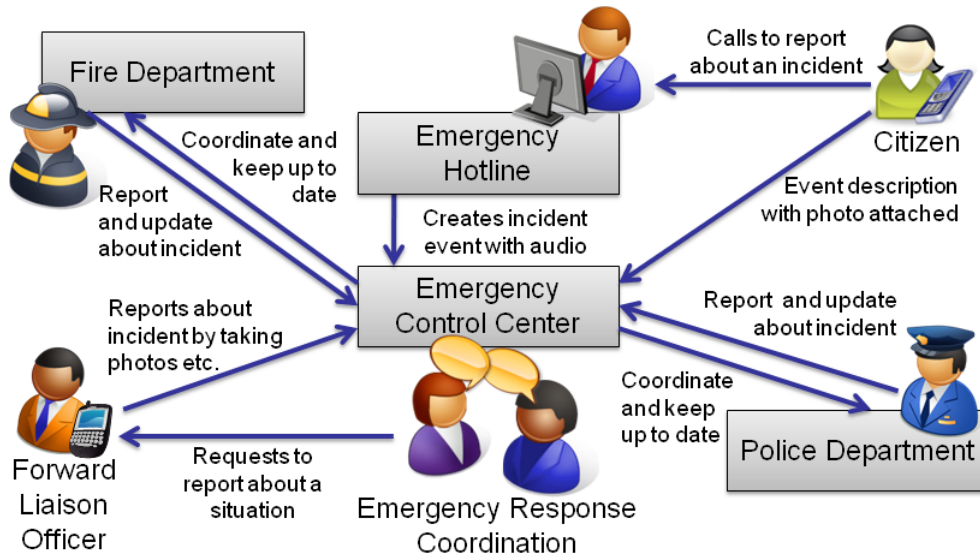 Fire Department
Calls to report
about an incident
Citizen
Emergency
Hotline
Coordinate and
keep up to
date
Report
and update
about incident
Creates incident
event with audio
Event description
with photo attached
Emergency
Control Center
Reports about
incident by taking
photos etc.
Report and update
about incident
Coordinate
and keep
up to date
Police Department
Forward
Liaison
Officer
Requests to
report about a
situation
Emergency Response
Coordination